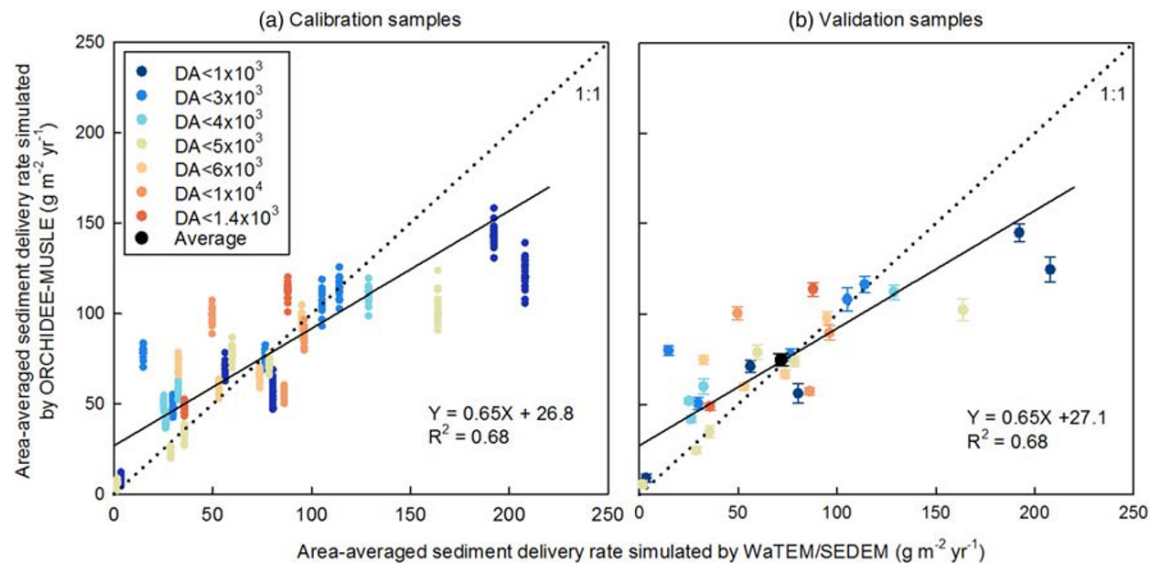 (a) Calibration samples
(b) Validation samples
Area-averaged sediment delivery rate simulated
by ORCHIDEE-MUSLE (g m⁻² yr⁻¹)
250
200
150
100
50
0
DA<1x10³
DA<3x10³
DA<4x10³
DA<5x10³
DA<6x10³
DA<1x10⁴
DA<1.4x10³
Average
1:1
Y = 0.65X + 26.8
R² = 0.68
0 50 100 150 200 250
1:1
Y = 0.65X +27.1
R² = 0.68
0 50 100 150 200 250
Area-averaged sediment delivery rate simulated by WaTEM/SEDEM (g m⁻² yr⁻¹)